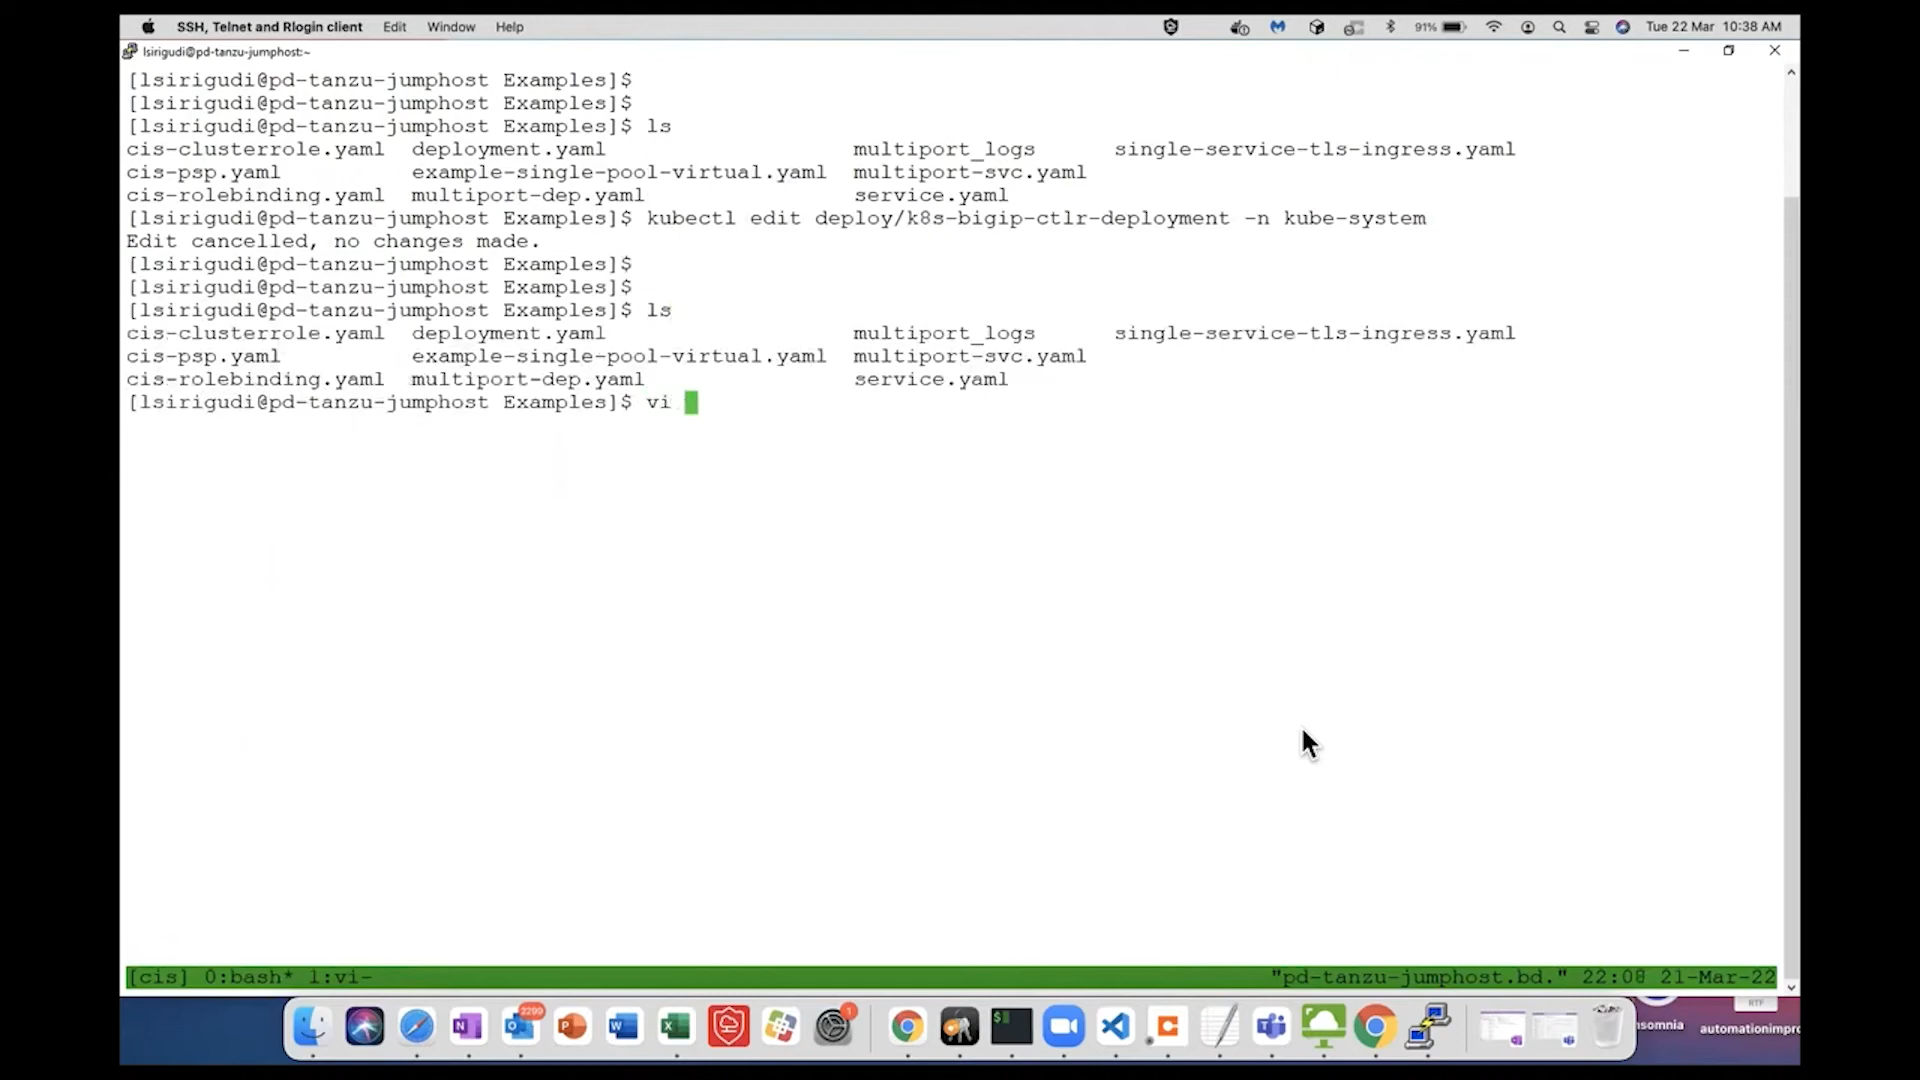 SSH, Telnet and Rlogin client Edit Window Help 91% Tue 22 Mar 10:38 AM
lsirigudi@pd-tanzu-jumphost:~
[lsirigudi@pd-tanzu-jumphost Examples]$
[lsirigudi@pd-tanzu-jumphost Examples]$
[lsirigudi@pd-tanzu-jumphost Examples]$ ls
cis-clusterrole.yaml deployment.yaml multiport_logs single-service-tls-ingress.yaml
cis-psp.yaml example-single-pool-virtual.yaml multiport-svc.yaml
cis-rolebinding.yaml multiport-dep.yaml service.yaml
[lsirigudi@pd-tanzu-jumphost Examples]$ kubectl edit deploy/k8s-bigip-ctlr-deployment -n kube-system
Edit cancelled, no changes made.
[lsirigudi@pd-tanzu-jumphost Examples]$
[lsirigudi@pd-tanzu-jumphost Examples]$
[lsirigudi@pd-tanzu-jumphost Examples]$ ls
cis-clusterrole.yaml deployment.yaml multiport_logs single-service-tls-ingress.yaml
cis-psp.yaml example-single-pool-virtual.yaml multiport-svc.yaml
cis-rolebinding.yaml multiport-dep.yaml service.yaml
[lsirigudi@pd-tanzu-jumphost Examples]$ vi
[cis] 0:bash* 1:vi- "pd-tanzu-jumphost.bd." 22:08 21-Mar-22
RTF
2299
1
nsomnia automationimpro